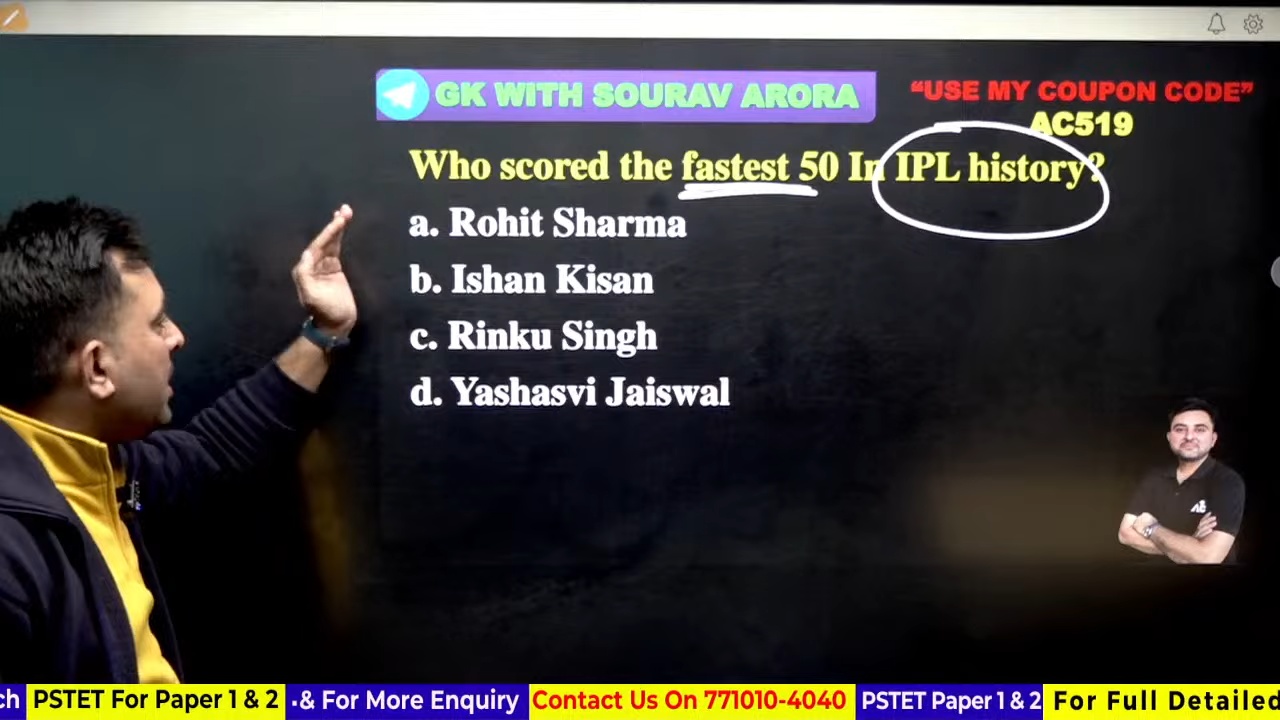 GK WITH SOURAV ARORA
“USE MY COUPON CODE”
AC519
Who scored the fastest 50 In IPL history?
a. Rohit Sharma
b. Ishan Kisan
c. Rinku Singh
d. Yashasvi Jaiswal
ch PSTET For Paper 1 & 2 .& For More Enquiry Contact Us On 771010-4040 PSTET Paper 1 & 2 For Full Detailed